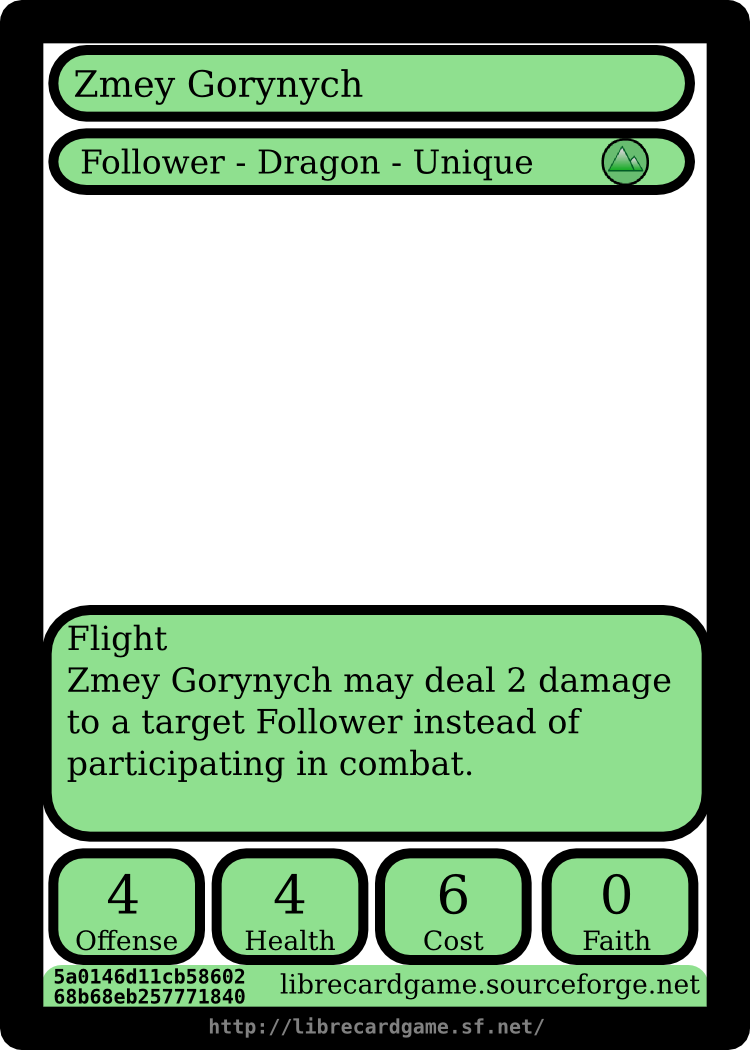 Zmey Gorynych
Follower - Dragon - Unique
Flight
Zmey Gorynych may deal 2 damage
to a target Follower instead of
participating in combat.
4
Offense
4
Health
6
Cost
0
Faith
5a0146d11cb58602
68b68eb257771840
librecardgame.sourceforge.net
http://librecardgame.sf.net/